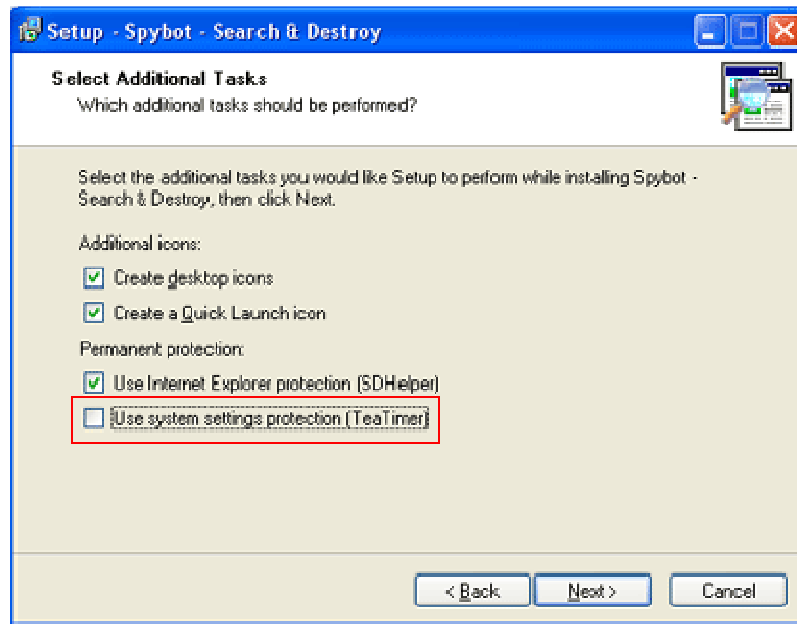 Setup - Spybot - Search & Destroy
Select Additional Tasks
Which additional tasks should be performed?
Select the additional tasks you would like Setup to perform while installing Spybot -
Search & Destroy, then click Next.
Additional icons:
Create desktop icons
Create a Quick Launch icon
Permanent protection:
Use Internet Explorer protection (SDHelper)
Use system settings protection (TeaTimer)
< Back
Next >
Cancel